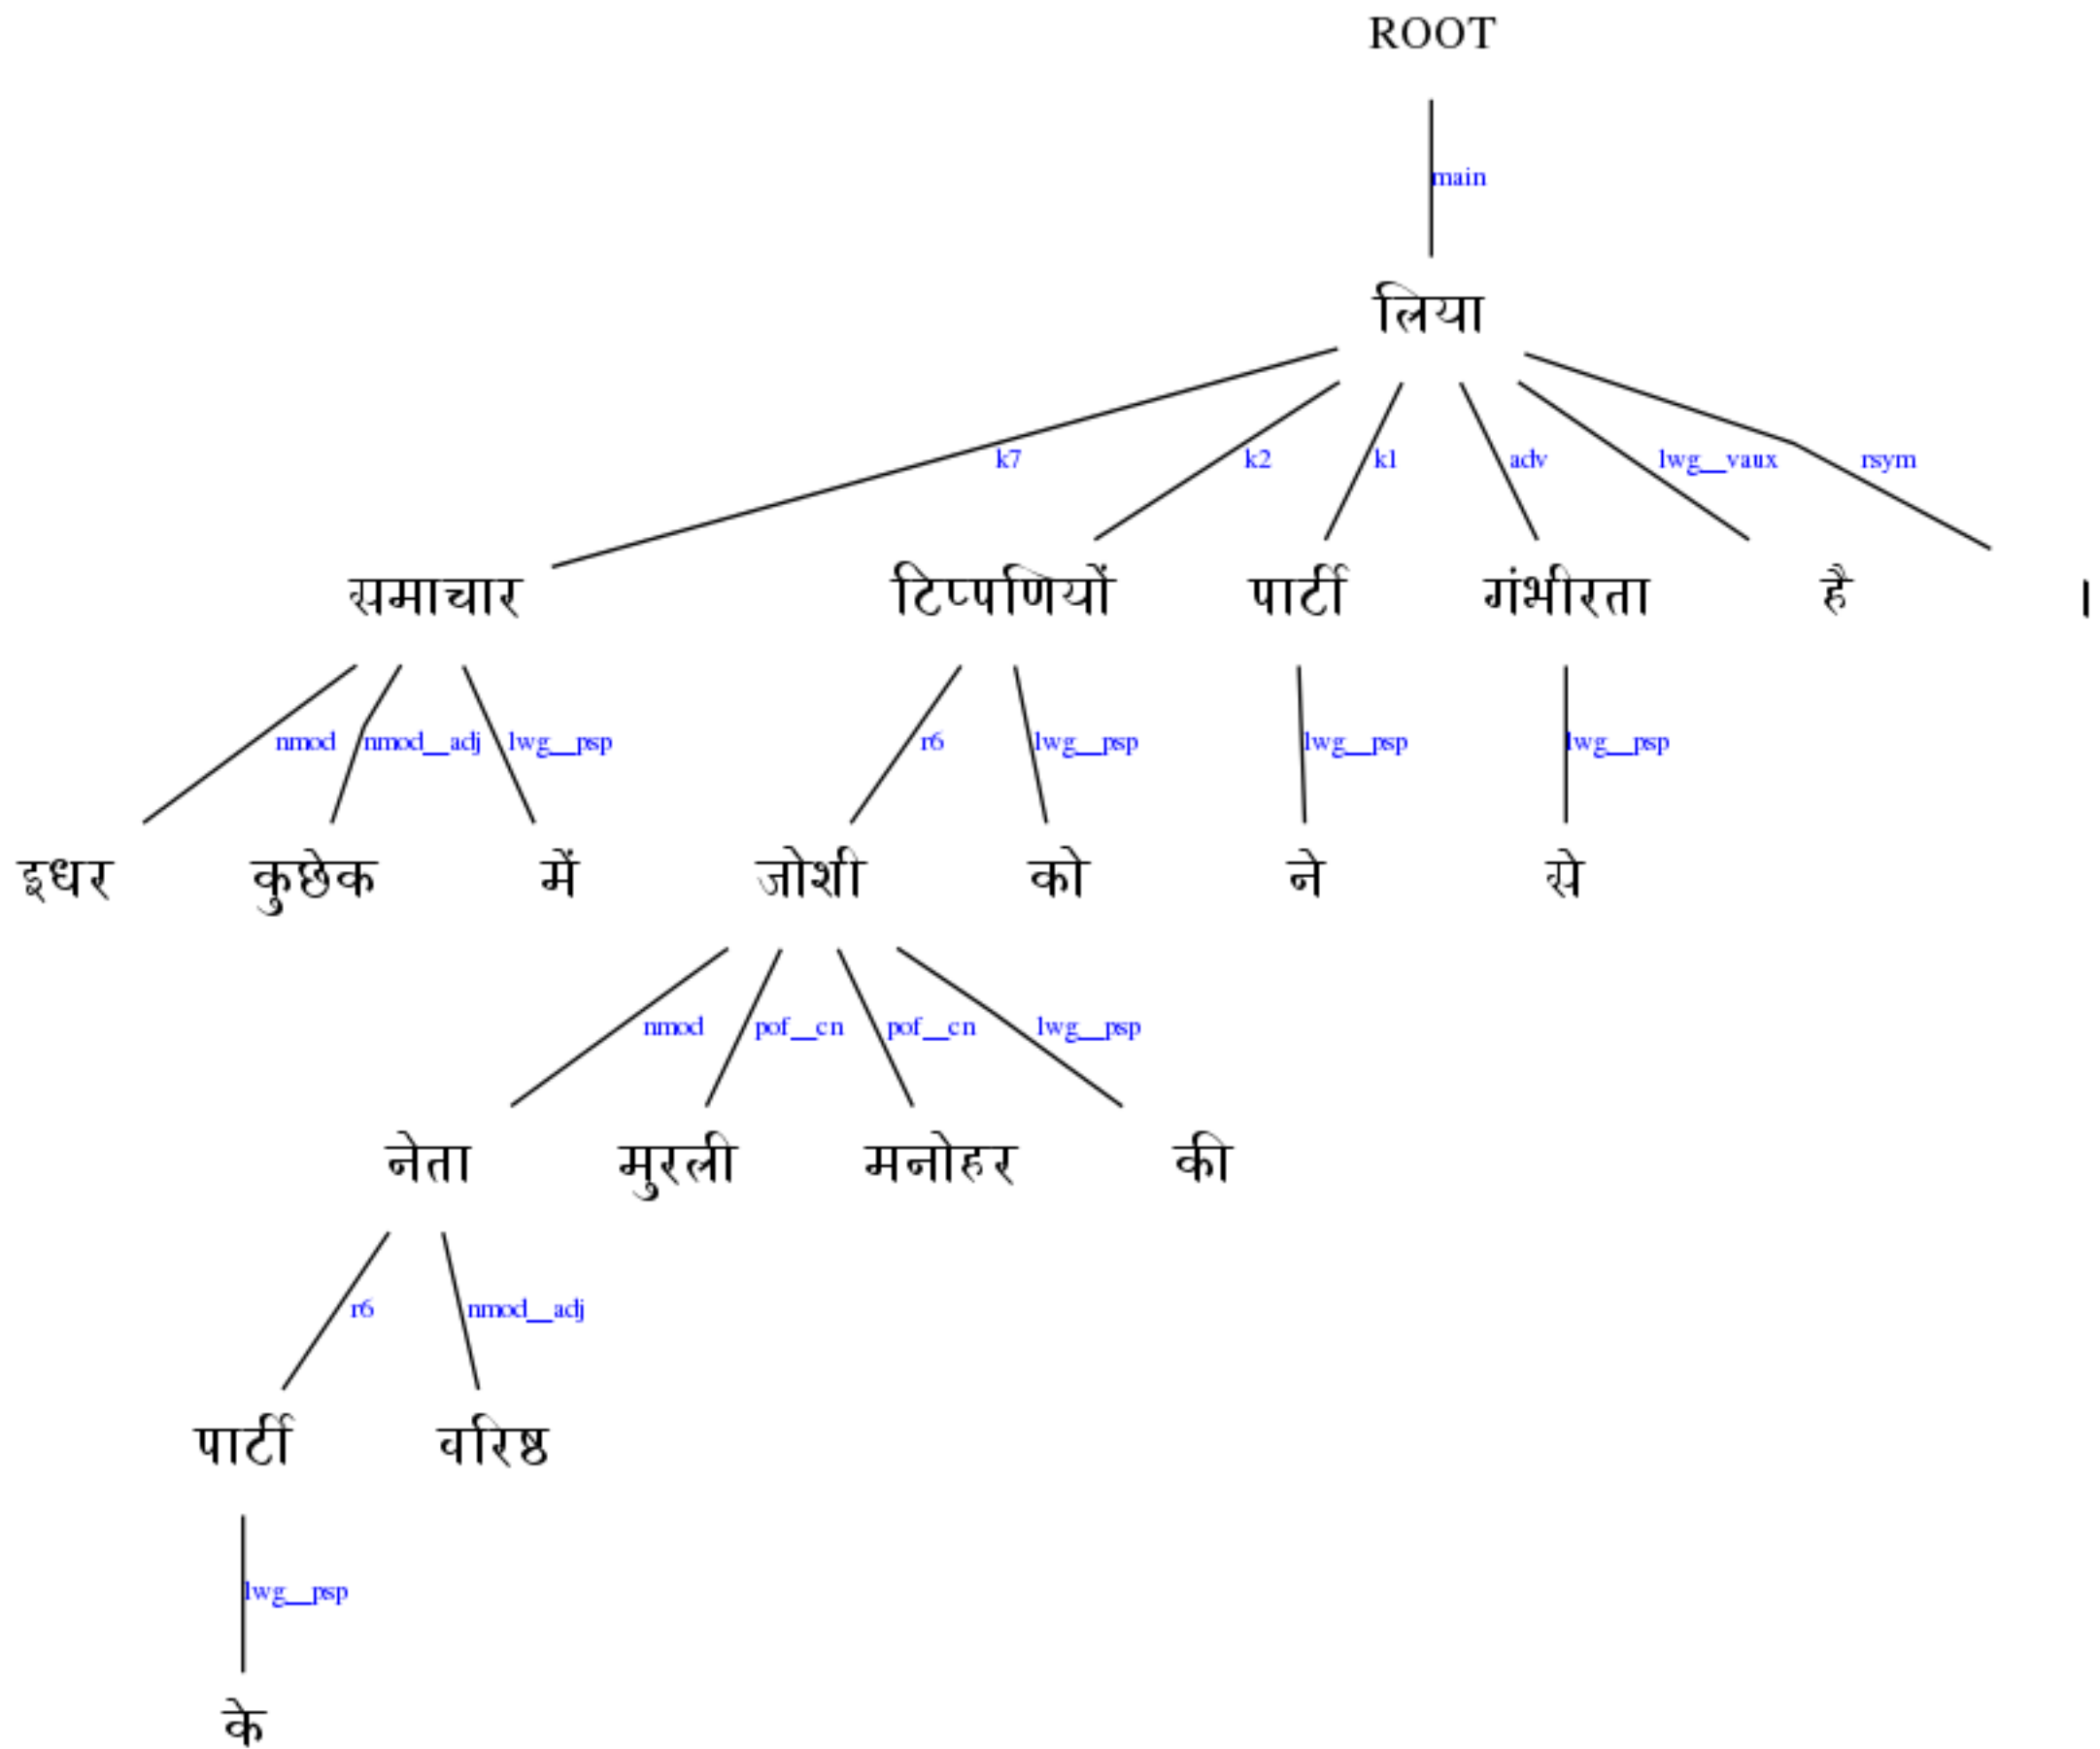 ROOT
main
लिया
k7 k2 k1 adv lwg__vaux rsym
समाचार टिप्पणियों पार्टी गंभीरता है ।
nmod nmod__adj lwg__psp r6 lwg__psp lwg__psp lwg__psp
इधर कुछेक में जोशी को ने से
nmod pof__cn pof__cn lwg__psp
नेता मुरली मनोहर की
r6 nmod__adj
पार्टी वरिष्ठ
lwg__psp
के